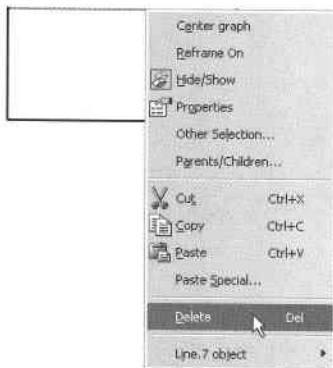 Center graph
Reframe On
Hide/Show
Properties
Other Selection...
Parents/Children...
Cut Ctrl+X
Copy Ctrl+C
Paste Ctrl+V
Paste Special...
Delete Del
Line.7 object